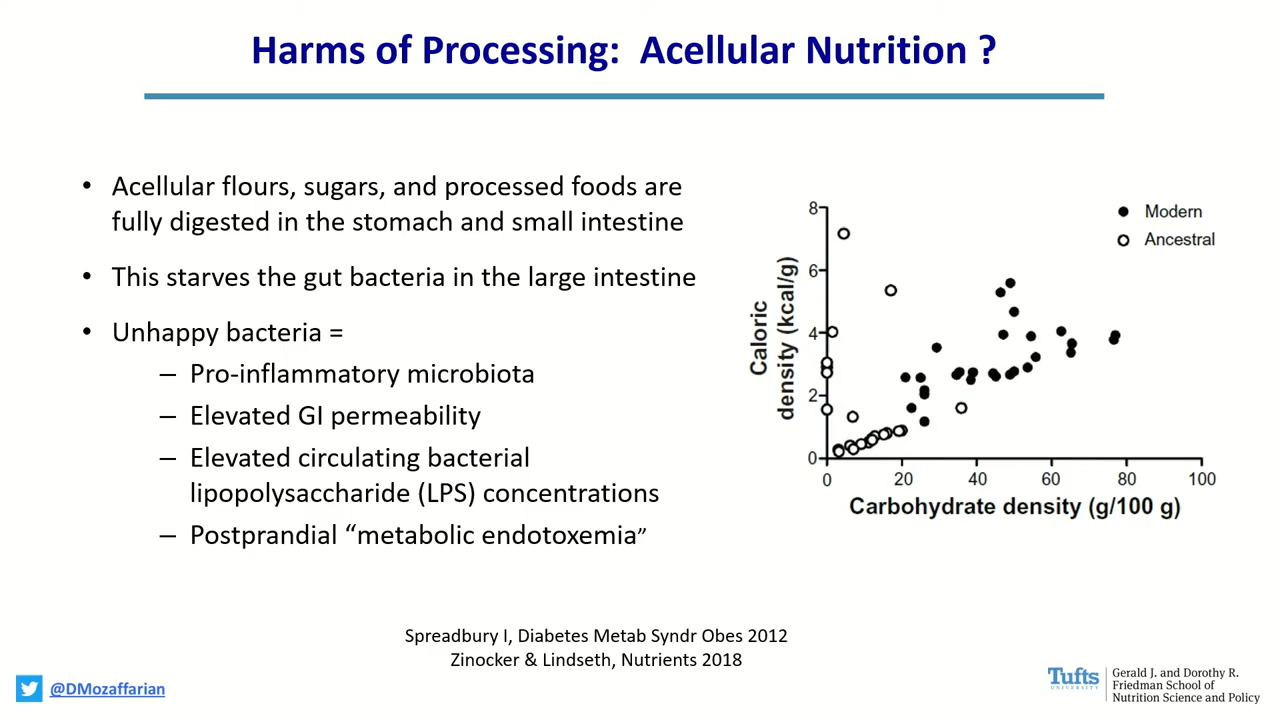 Harms of Processing: Acellular Nutrition ?
• Acellular flours, sugars, and processed foods are
fully digested in the stomach and small intestine
• This starves the gut bacteria in the large intestine
• Unhappy bacteria =
– Pro-inflammatory microbiota
– Elevated GI permeability
– Elevated circulating bacterial
lipopolysaccharide (LPS) concentrations
– Postprandial “metabolic endotoxemia”
Modern
Ancestral
Caloric
density (kcal/g)
8
6
4
2
0
0 20 40 60 80 100
Carbohydrate density (g/100 g)
Spreadbury I, Diabetes Metab Syndr Obes 2012
Zinocker & Lindseth, Nutrients 2018
@DMozaffarian
Tufts
UNIVERSITY
Gerald J. and Dorothy R.
Friedman School of
Nutrition Science and Policy